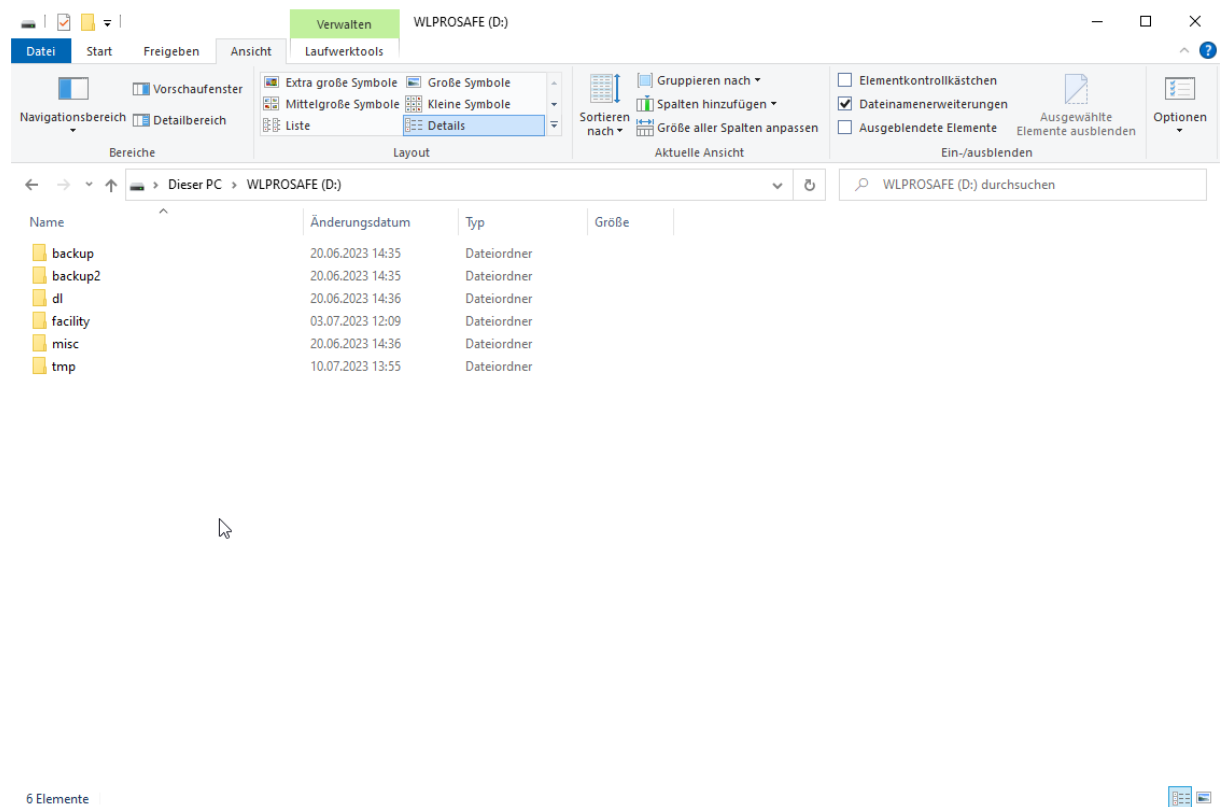 Verwalten WLPROSAFE (D:)
Datei Start Freigeben Ansicht Laufwerktools
Navigationsbereich
Vorschaufenster
Detailbereich
Bereiche
Extra große Symbole Große Symbole
Mittelgroße Symbole Kleine Symbole
Liste Details
Layout
Sortieren
nach
Gruppieren nach
Spalten hinzufügen
Größe aller Spalten anpassen
Aktuelle Ansicht
Elementkontrollkästchen
Dateinamenerweiterungen
Ausgeblendete Elemente
Ausgewählte
Elemente ausblenden
Ein-/ausblenden
Optionen
Dieser PC > WLPROSAFE (D:)
WLPROSAFE (D:) durchsuchen
Name Änderungsdatum Typ Größe
backup 20.06.2023 14:35 Dateiordner
backup2 20.06.2023 14:35 Dateiordner
dl 20.06.2023 14:36 Dateiordner
facility 03.07.2023 12:09 Dateiordner
misc 20.06.2023 14:36 Dateiordner
tmp 10.07.2023 13:55 Dateiordner
6 Elemente